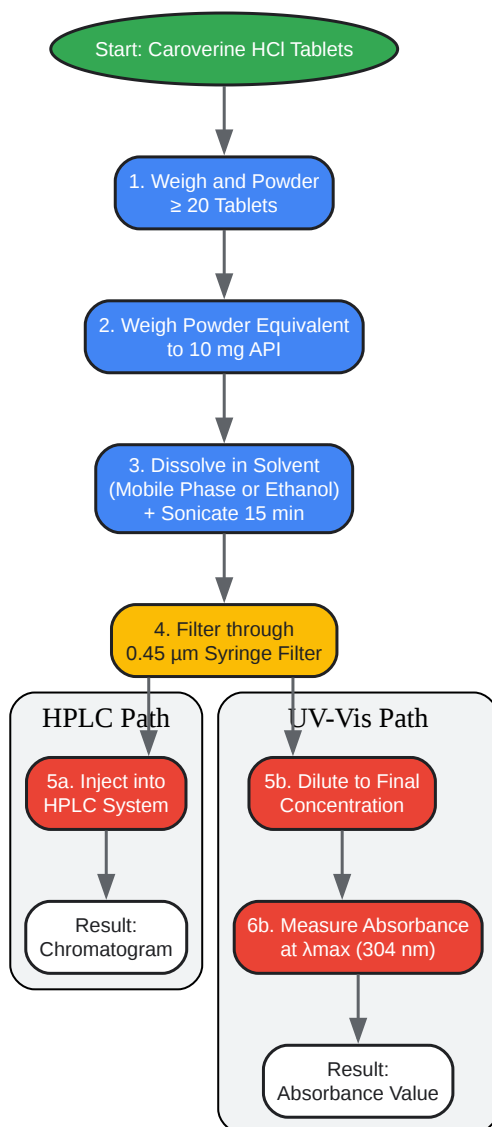 Start: Caroverine HCl Tablets
1. Weigh and Powder
≥ 20 Tablets
2. Weigh Powder Equivalent
to 10 mg API
3. Dissolve in Solvent
(Mobile Phase or Ethanol)
+ Sonicate 15 min
4. Filter through
0.45 µm Syringe Filter
HPLC Path
5a. Inject into
HPLC System
Result:
Chromatogram
UV-Vis Path
5b. Dilute to Final
Concentration
6b. Measure Absorbance
at λmax (304 nm)
Result:
Absorbance Value